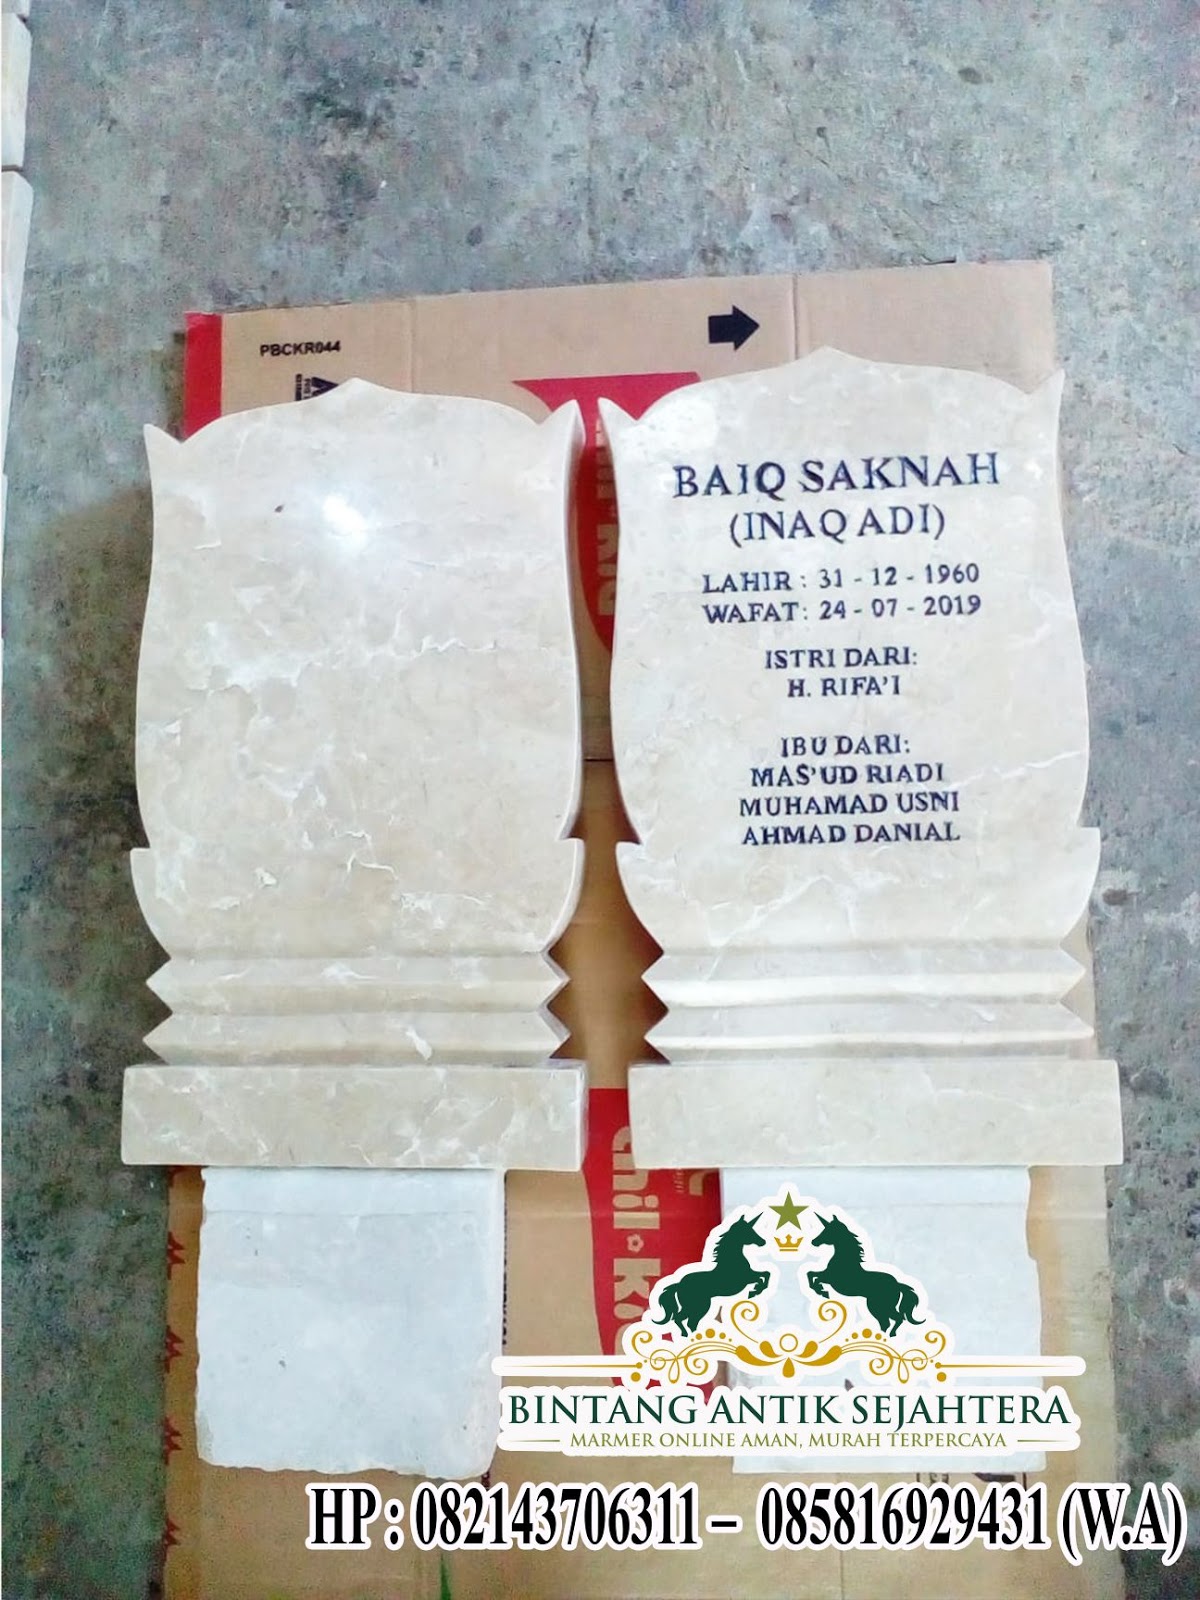 PBCKR044
BAIQ SAKNAH
(INAQ ADI)
LAHIR : 31 - 12 - 1960
WAFAT : 24 - 07 - 2019
ISTRI DARI:
H. RIFA'I
IBU DARI:
MAS'UD RIADI
MUHAMAD USNI
AHMAD DANIAL
BINTANG ANTIK SEJAHTERA
MARMER ONLINE AMAN, MURAH TERPERCAYA
HP : 082143706311 – 085816929431 (W.A)